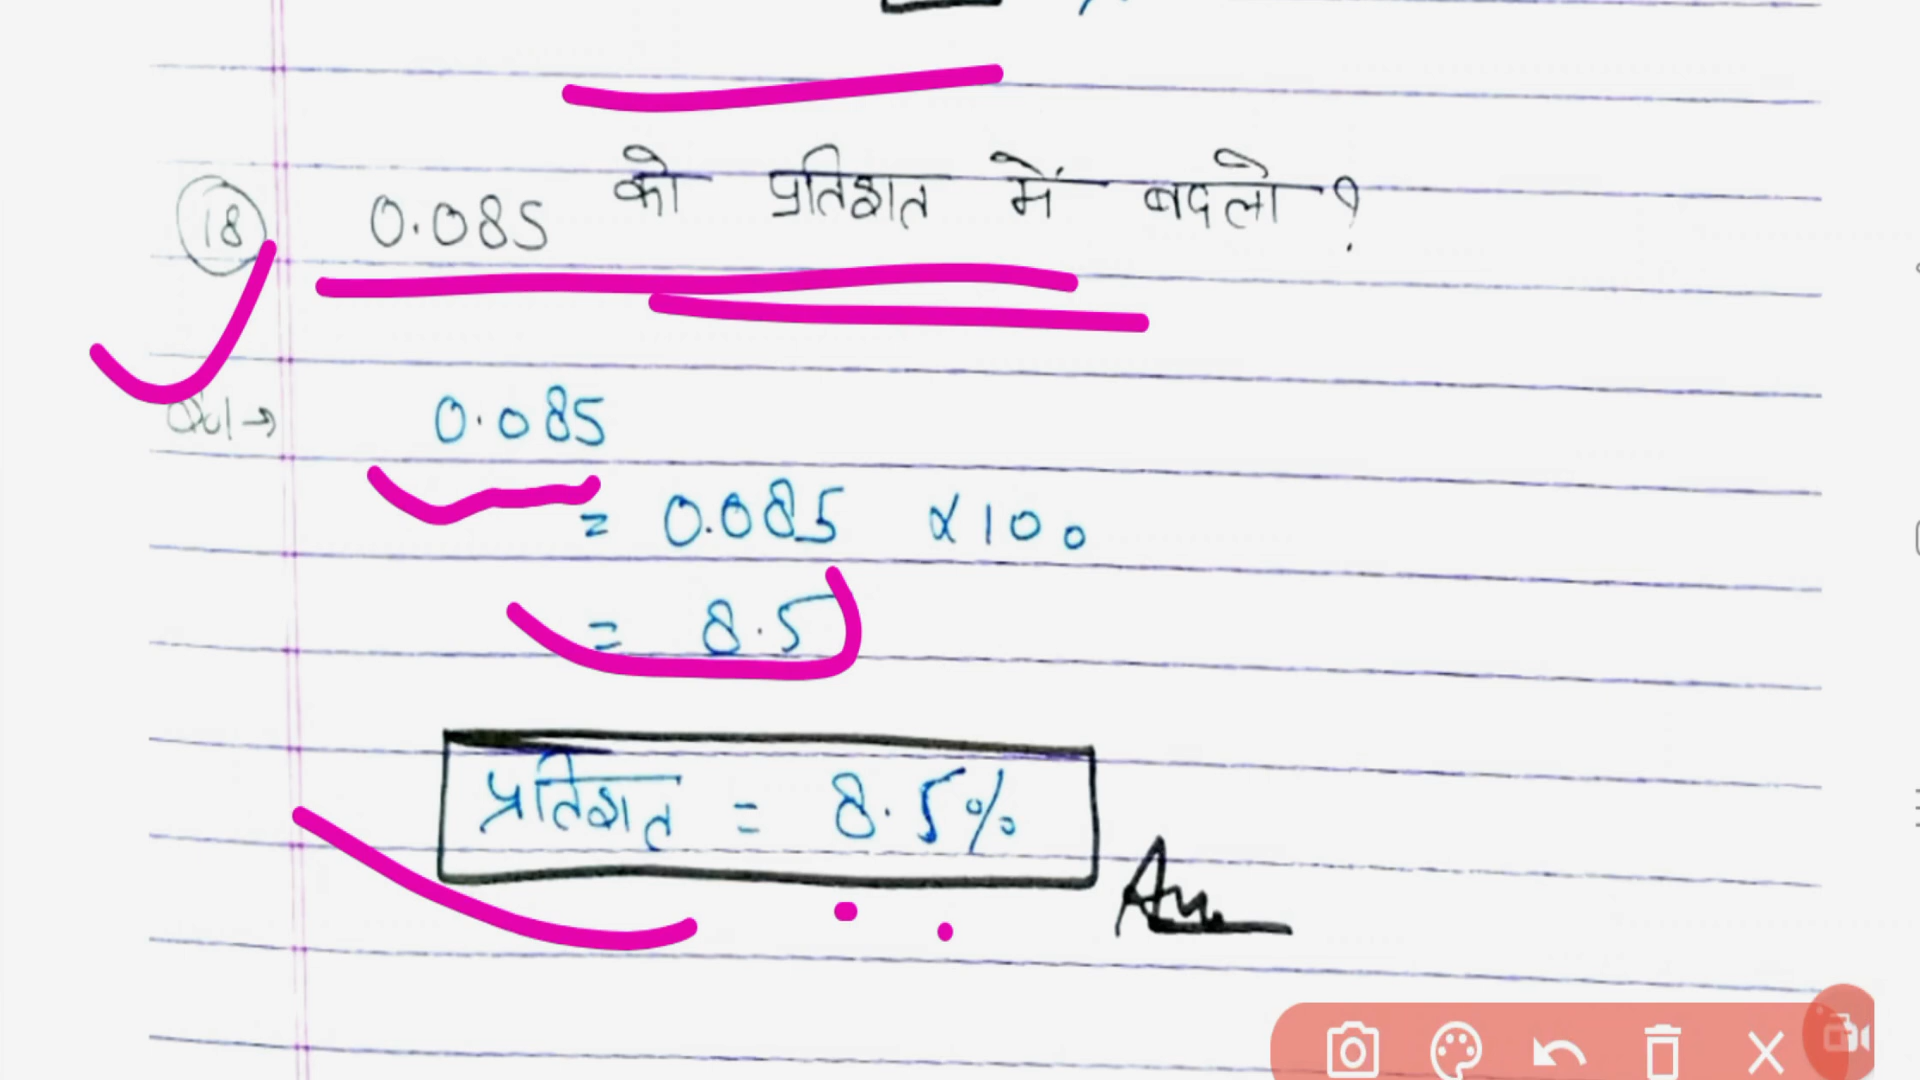 18 0.085 को प्रतिशत में बदलो ?
हल → 0.085
= 0.085 × 100
= 8.5
प्रतिशत = 8.5%
Ans